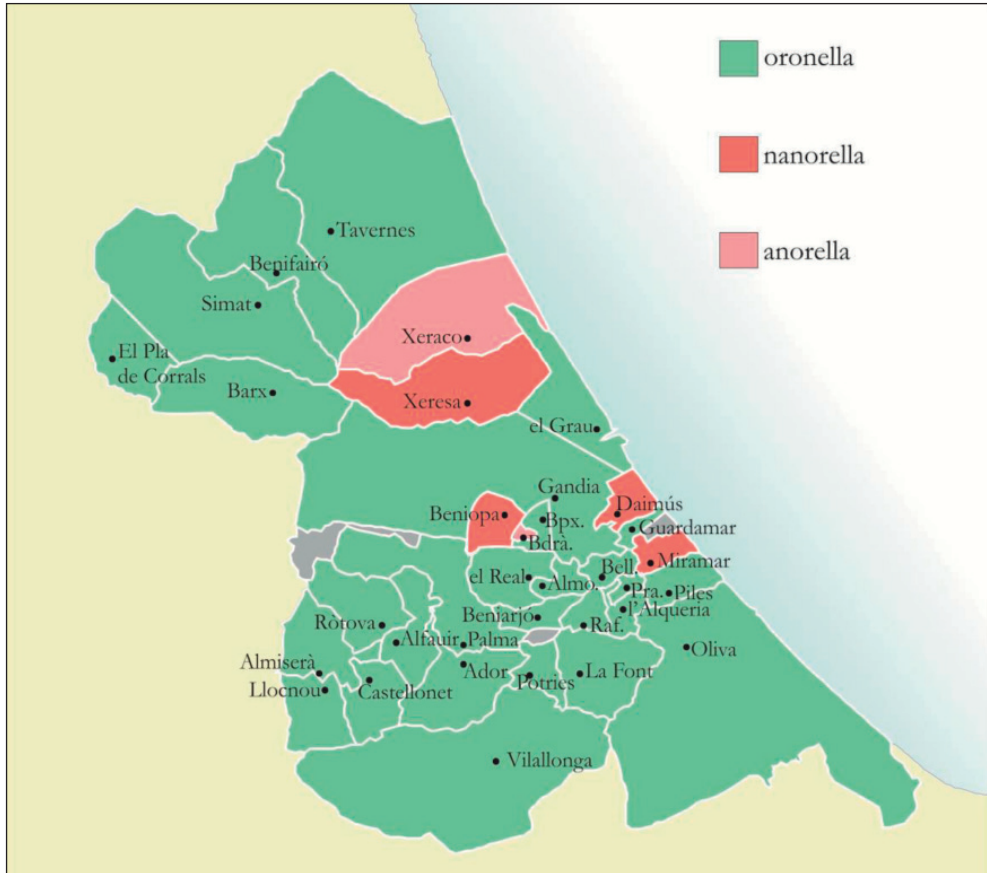 oronella
nanorella
anorella
Tavernes
Benifairó
Simat
Xeraco
El Pla
de Corrals
Barx
Xeresa
el Grau
Gandia
Daimús
Beniopa
Bpx.
Guardamar
Bdrà.
Miramar
Bell.
el Real
Almo.
Pra.
Piles
l'Alqueria
Beniarjó
Ròtova
Raf.
Alfauir
Palma
Oliva
Almiserà
Ador
La Font
Llocnou
Castellonet
Potries
Vilallonga